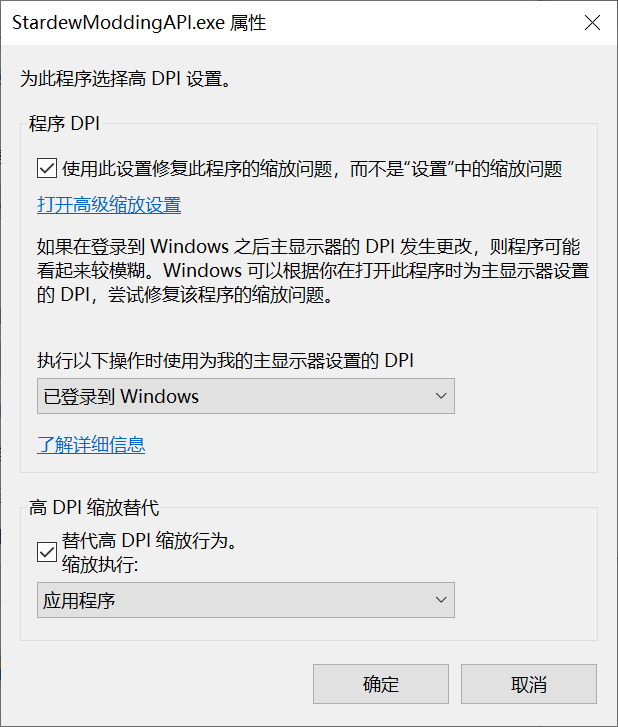 StardewModdingAPI.exe 属性
为此程序选择高 DPI 设置。
程序 DPI
使用此设置修复此程序的缩放问题，而不是“设置”中的缩放问题
打开高级缩放设置
如果在登录到 Windows 之后主显示器的 DPI 发生更改，则程序可能
看起来较模糊。Windows 可以根据你在打开此程序时为主显示器设置
的 DPI，尝试修复该程序的缩放问题。
执行以下操作时使用为我的主显示器设置的 DPI
已登录到 Windows
了解详细信息
高 DPI 缩放替代
替代高 DPI 缩放行为。
缩放执行:
应用程序
确定
取消